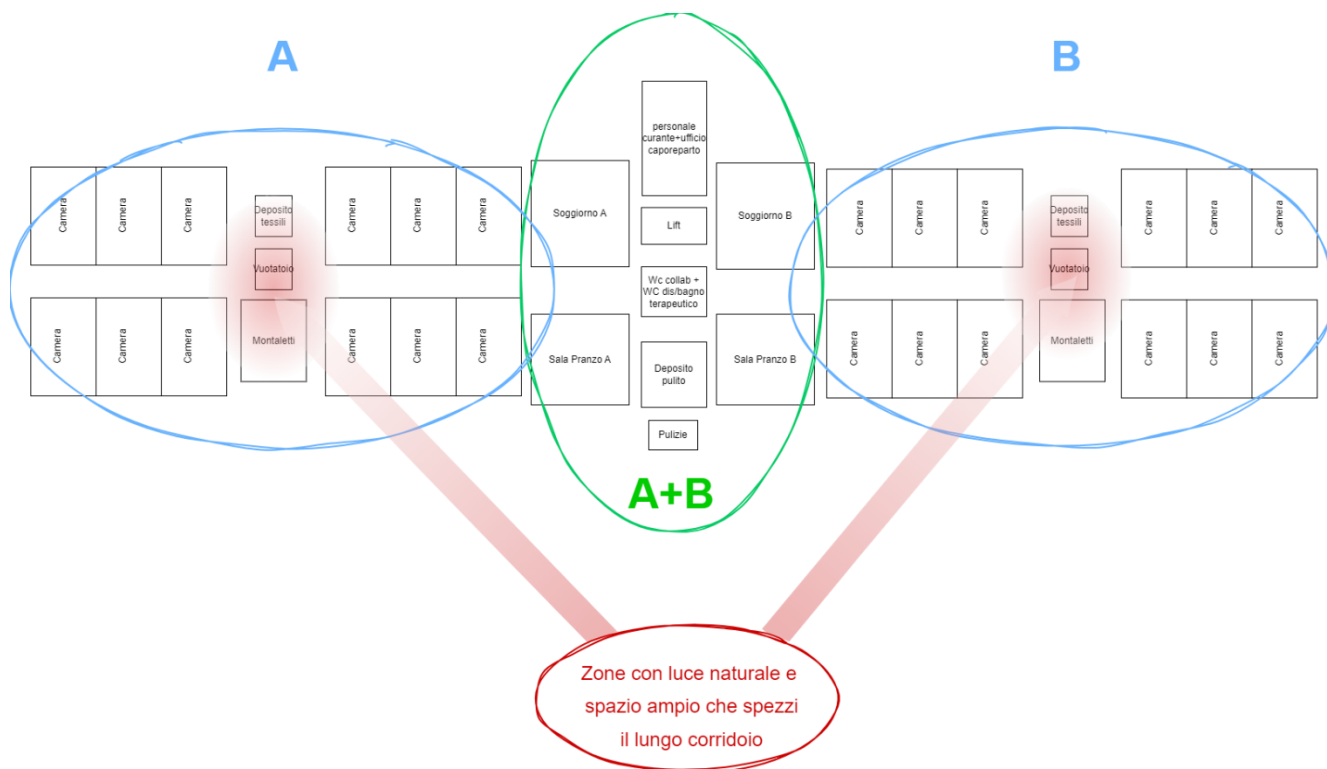 A
B
personale
curante+ufficio
caporeparto
Camera
Camera
Camera
Deposito
tessili
Camera
Camera
Camera
Soggiorno A
Lift
Soggiorno B
Camera
Camera
Camera
Deposito
tessili
Camera
Camera
Camera
Vuotatoio
Wc collab +
WC dis/bagno
terapeutico
Vuotatoio
Camera
Camera
Camera
Montaletti
Camera
Camera
Camera
Sala Pranzo A
Deposito
pulito
Sala Pranzo B
Camera
Camera
Camera
Montaletti
Camera
Camera
Camera
Pulizie
A+B
Zone con luce naturale e
spazio ampio che spezzi
il lungo corridoio